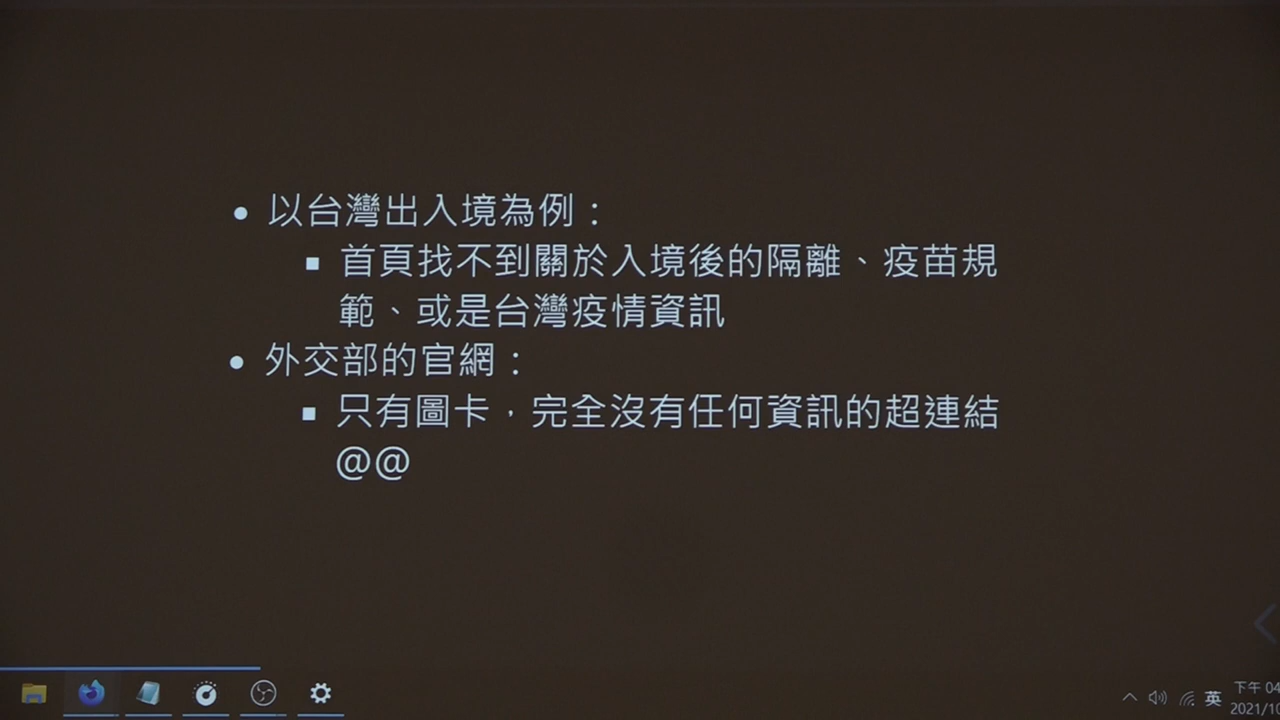 以台灣出入境為例：
首頁找不到關於入境後的隔離、疫苗規
範、或是台灣疫情資訊
外交部的官網：
只有圖卡，完全沒有任何資訊的超連結
@@
英
下午 04
2021/10